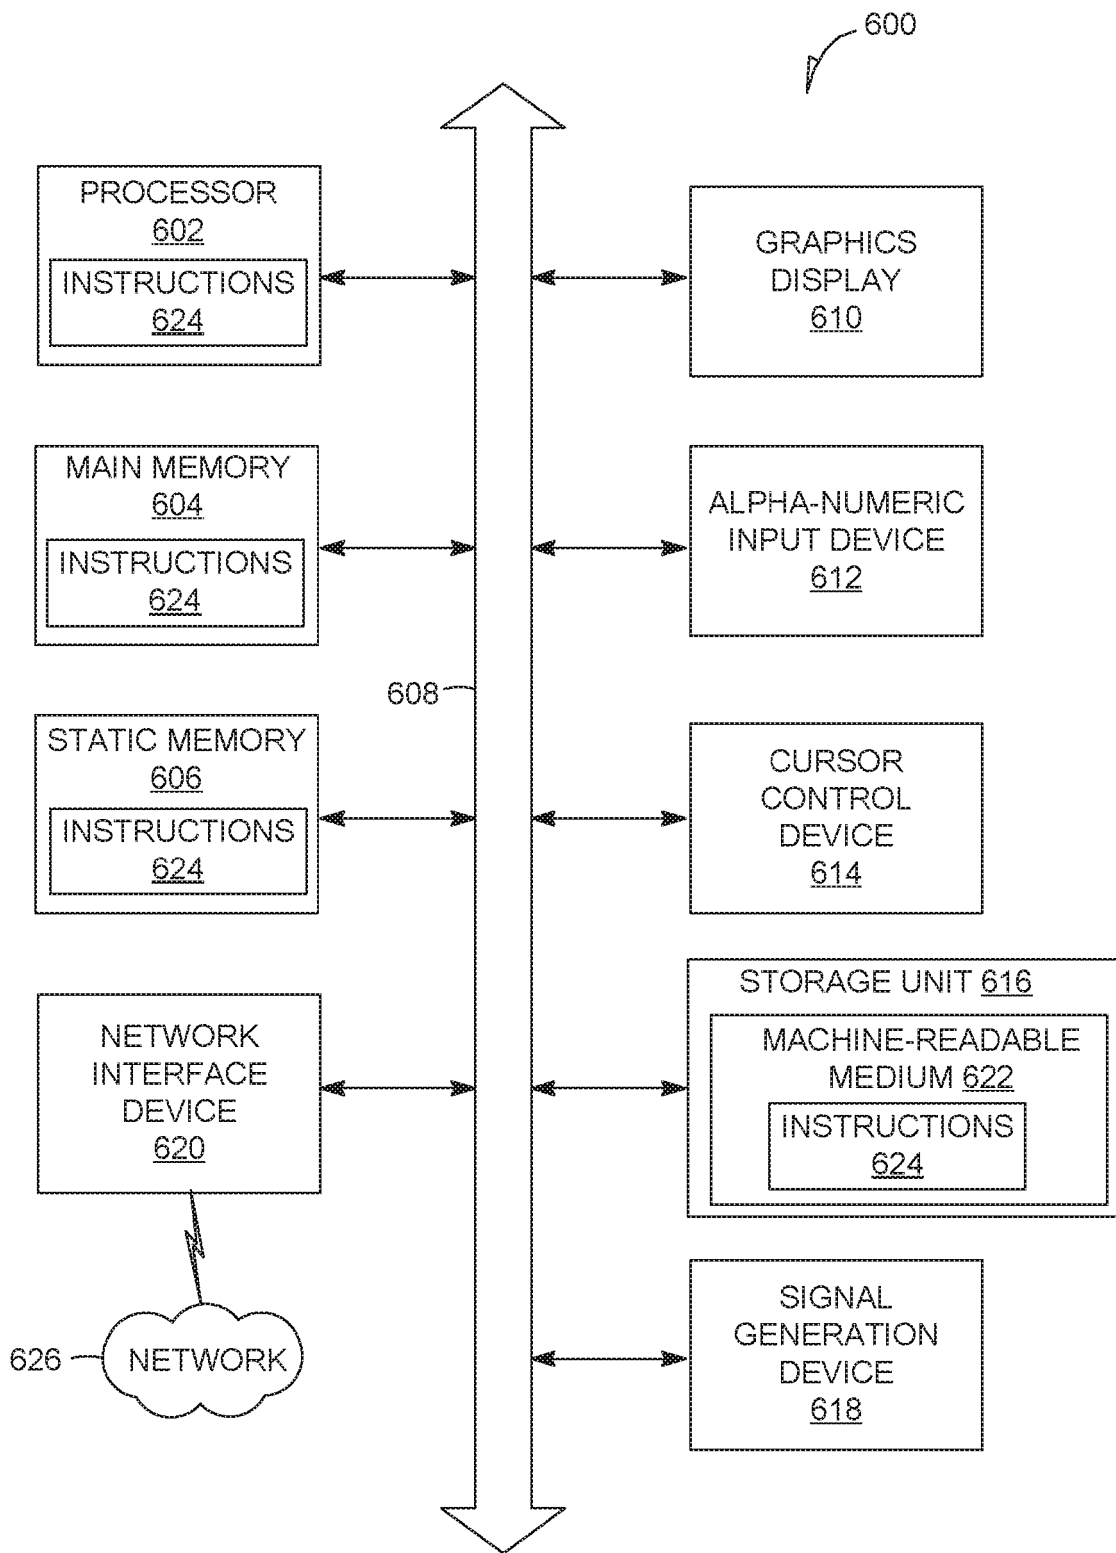 600
PROCESSOR
602
INSTRUCTIONS
624
GRAPHICS
DISPLAY
610
MAIN MEMORY
604
INSTRUCTIONS
624
ALPHA-NUMERIC
INPUT DEVICE
612
608
STATIC MEMORY
606
INSTRUCTIONS
624
CURSOR
CONTROL
DEVICE
614
NETWORK
INTERFACE
DEVICE
620
STORAGE UNIT 616
MACHINE-READABLE
MEDIUM 622
INSTRUCTIONS
624
626
NETWORK
SIGNAL
GENERATION
DEVICE
618